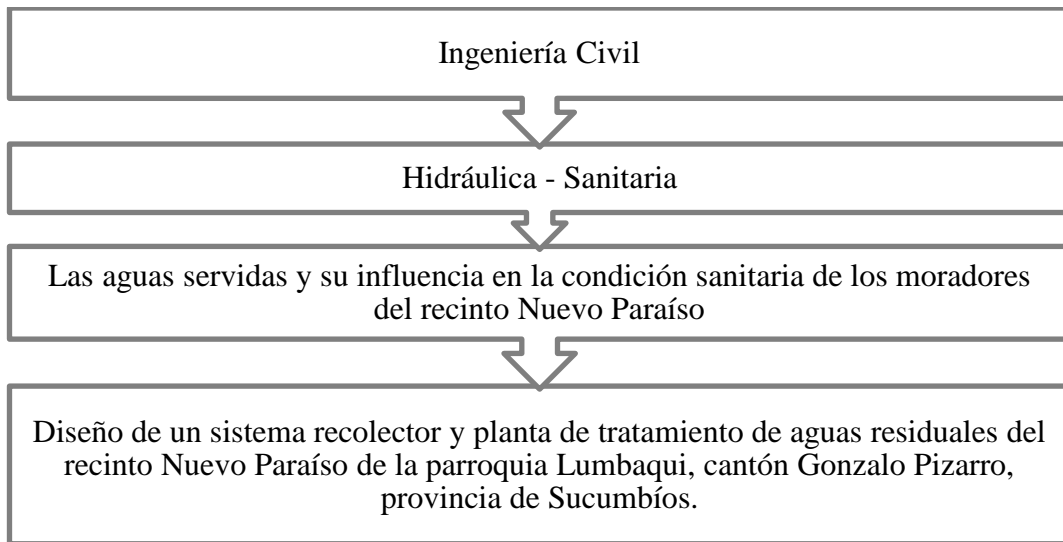 Ingeniería Civil
Hidráulica - Sanitaria
Las aguas servidas y su influencia en la condición sanitaria de los moradores
del recinto Nuevo Paraíso
Diseño de un sistema recolector y planta de tratamiento de aguas residuales del
recinto Nuevo Paraíso de la parroquia Lumbaqui, cantón Gonzalo Pizarro,
provincia de Sucumbíos.